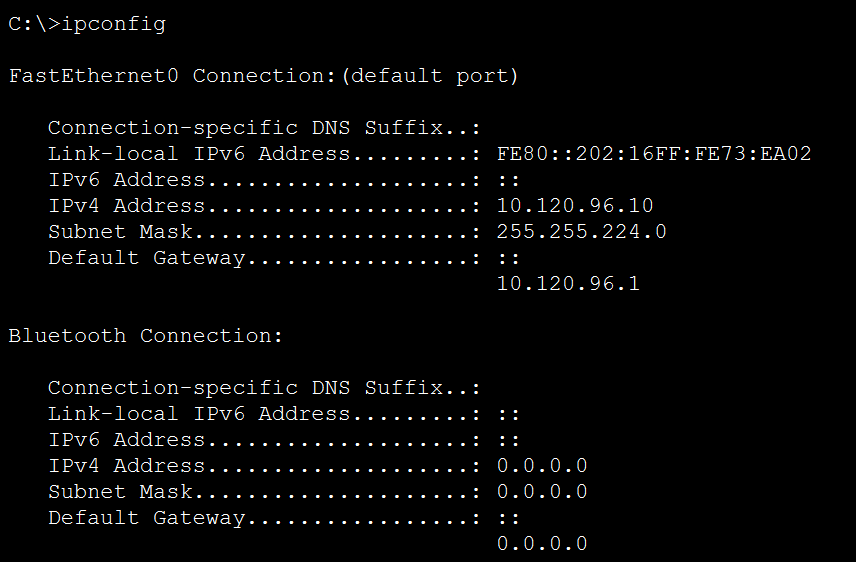 C:\>ipconfig
FastEthernet0 Connection:(default port)
Connection-specific DNS Suffix..:
Link-local IPv6 Address.........: FE80::202:16FF:FE73:EA02
IPv6 Address....................: ::
IPv4 Address....................: 10.120.96.10
Subnet Mask.....................: 255.255.224.0
Default Gateway.................: ::
10.120.96.1
Bluetooth Connection:
Connection-specific DNS Suffix..:
Link-local IPv6 Address.........: ::
IPv6 Address....................: ::
IPv4 Address....................: 0.0.0.0
Subnet Mask.....................: 0.0.0.0
Default Gateway.................: ::
0.0.0.0